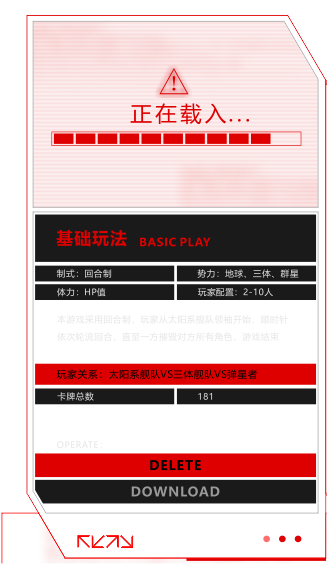 正在载入...
基础玩法 BASIC PLAY
制式：回合制 势力：地球、三体、群星
体力：HP值 玩家配置：2-10人
本游戏采用回合制，玩家从太阳系舰队领袖开始，顺时针
依次轮流回合，直至一方被毁对方所有角色，游戏结束
玩家关系：太阳系舰队VS三体舰队VS弹星者
卡牌总数 181
OPERATE：
DELETE
DOWNLOAD